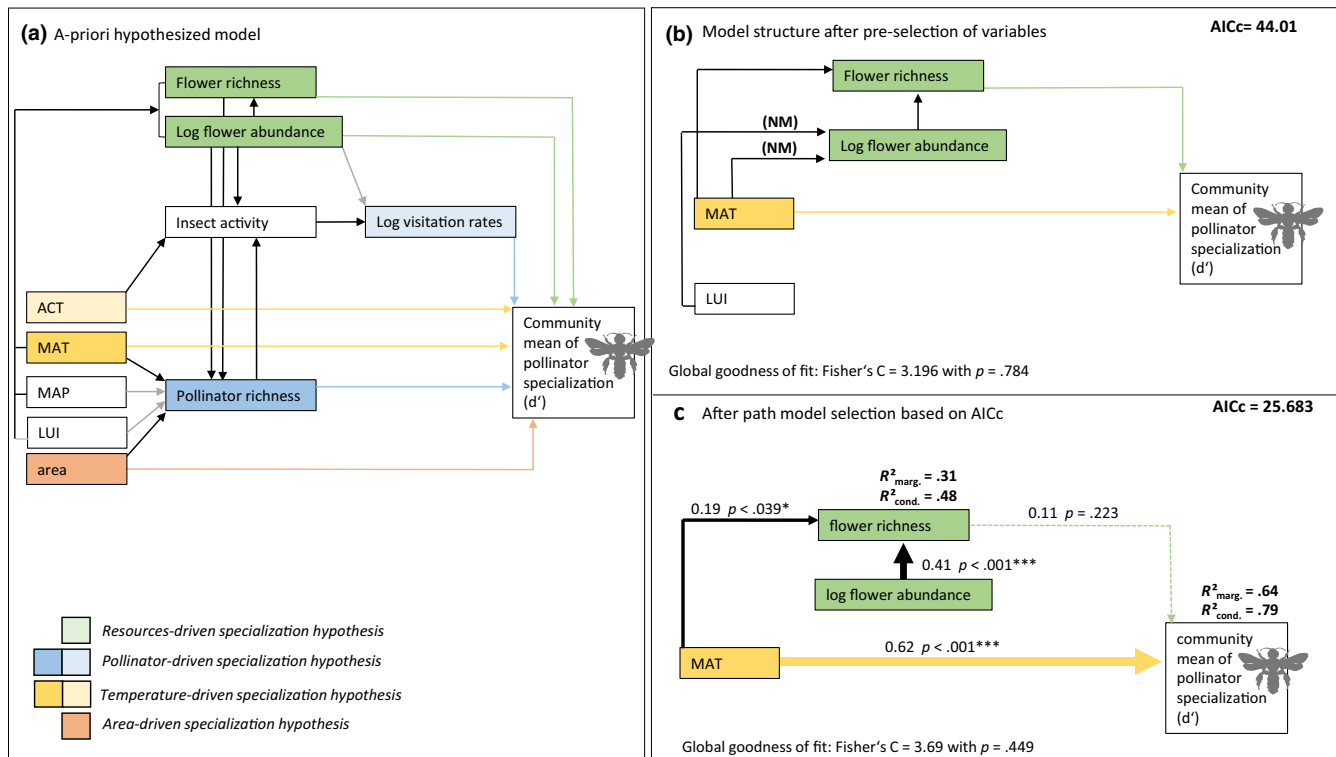 (a) A-priori hypothesized model
Flower richness
Log flower abundance
Insect activity
Log visitation rates
ACT
MAT
MAP
LUI
area
Pollinator richness
Community
mean of
pollinator
specialization
(d‘)
Resources-driven specialization hypothesis
Pollinator-driven specialization hypothesis
Temperature-driven specialization hypothesis
Area-driven specialization hypothesis
(b) Model structure after pre-selection of variables
AICc= 44.01
Flower richness
(NM)
Log flower abundance
(NM)
MAT
LUI
Community
mean of
pollinator
specialization
(d‘)
Global goodness of fit: Fisher‘s C = 3.196 with p = .784
c After path model selection based on AICc
AICc = 25.683
R²marg. = .31
R²cond. = .48
0.19 p < .039*
flower richness
0.11 p = .223
0.41 p < .001***
log flower abundance
R²marg. = .64
R²cond. = .79
MAT
0.62 p < .001***
community
mean of
pollinator
specialization
(d‘)
Global goodness of fit: Fisher‘s C = 3.69 with p = .449